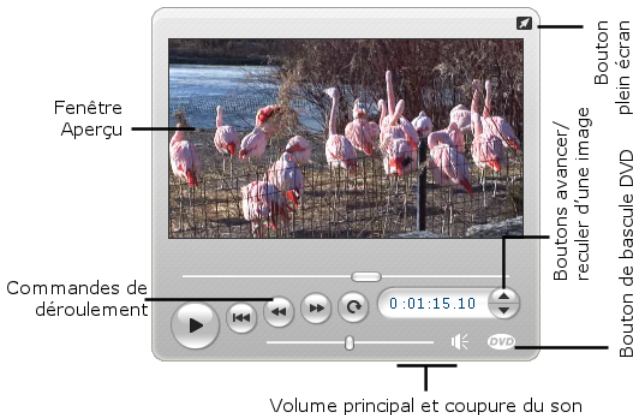 Bouton
plein écran
Fenêtre
Aperçu
Boutons avancer/
reculer d'une image
Bouton de bascule DVD
Commandes de
déroulement
0:01:15.10
DVD
Volume principal et coupure du son